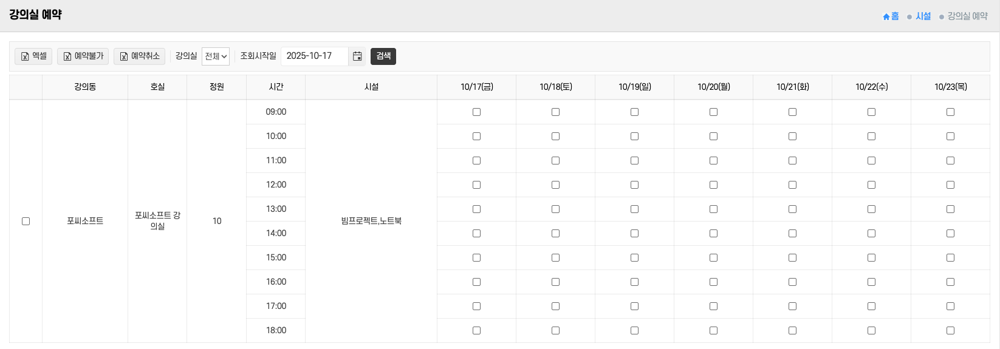 강의실 예약
홈 시설 강의실 예약
엑셀 예약불가 예약취소 강의실 전체 조회시작일 2025-10-17 검색
강의동 호실 정원 시간 시설 10/17(금) 10/18(토) 10/19(일) 10/20(월) 10/21(화) 10/22(수) 10/23(목)
09:00
10:00
11:00
12:00
13:00
포씨소프트 포씨소프트 강
의실 10 빔프로젝트,노트북
14:00
15:00
16:00
17:00
18:00